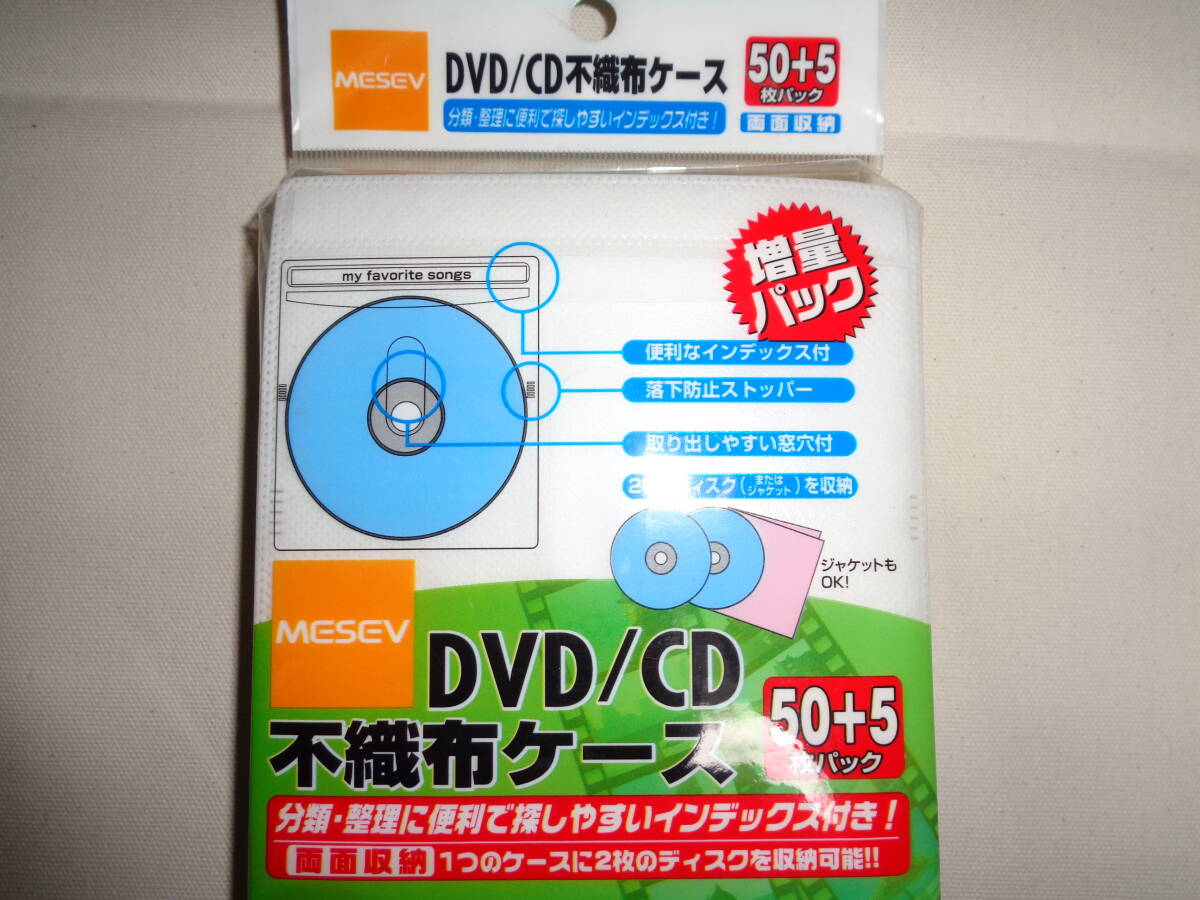 MESEV
DVD/CD不織布ケース
分類・整理に便利で探しやすいインデックス付き！
50+5
枚パック
両面収納
増量
パック
my favorite songs
便利なインデックス付
落下防止ストッパー
取り出しやすい窓穴付
ディスク(またはジャケット)を収納
ジャケットも
OK!
MESEV
DVD/CD
不織布ケース
50+5
枚パック
分類・整理に便利で探しやすいインデックス付き！
両面収納 1つのケースに2枚のディスクを収納可能!!